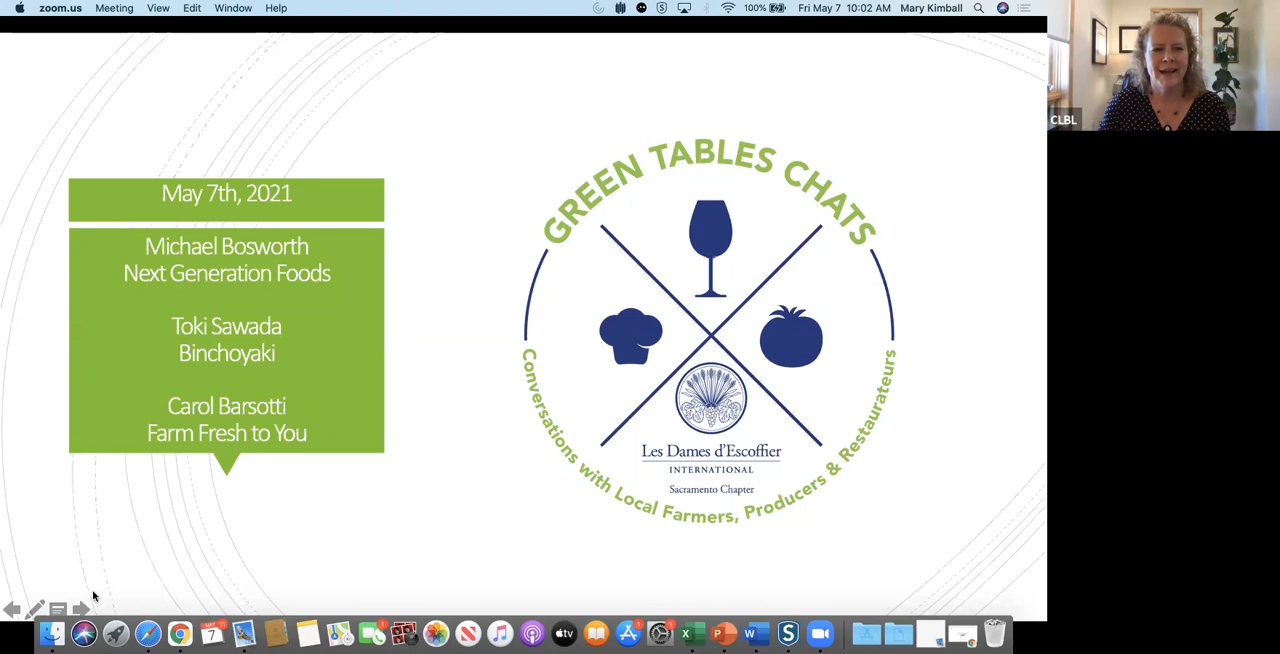 zoom.us Meeting View Edit Window Help
100% Fri May 7 10:02 AM Mary Kimball
CLBL
May 7th, 2021
Michael Bosworth
Next Generation Foods
Toki Sawada
Binchoyaki
Carol Barsotti
Farm Fresh to You
GREEN TABLES CHATS
Les Dames d'Escoffier
INTERNATIONAL
Sacramento Chapter
Conversations with Local Farmers, Producers & Restaurateurs